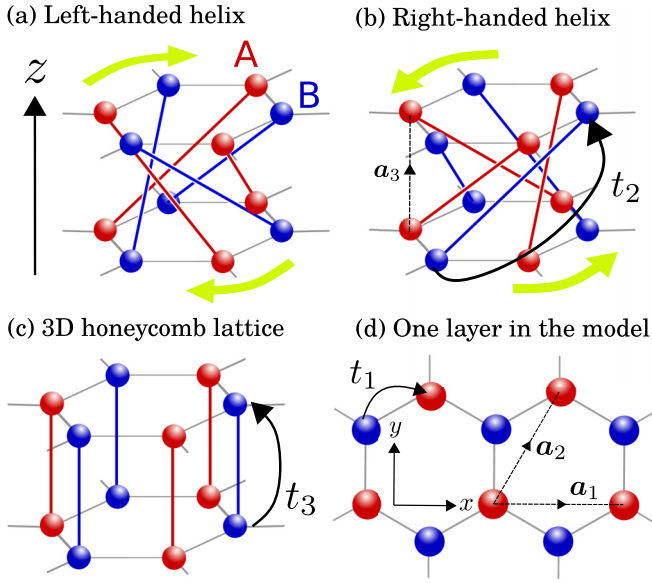 (a) Left-handed helix
(b) Right-handed helix
z
A
B
a₃
t₂
(c) 3D honeycomb lattice
(d) One layer in the model
t₃
t₁
y
x
a₂
a₁